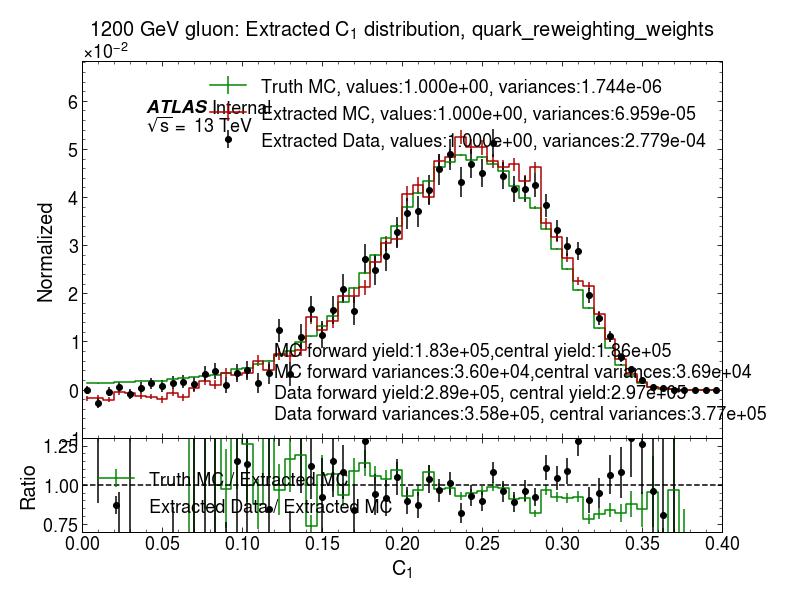 1200 GeV gluon: Extracted C₁ distribution, quark_reweighting_weights
×10⁻²
Truth MC, values:1.000e+00, variances:1.744e-06
ATLAS Internal
Extracted MC, values:1.000e+00, variances:6.959e-05
√s = 13 TeV
Extracted Data, values:1.000e+00, variances:2.779e-04
6
5
4
3
2
1
0
−1
Normalized
MC forward yield:1.83e+05,central yield:1.86e+05
MC forward variances:3.60e+04,central variances:3.69e+04
Data forward yield:2.89e+05, central yield:2.97e+05
Data forward variances:3.58e+05, central variances:3.77e+05
1.25
1.00
0.75
Ratio
Truth MC / Extracted MC
Extracted Data / Extracted MC
0.00 0.05 0.10 0.15 0.20 0.25 0.30 0.35 0.40
C₁